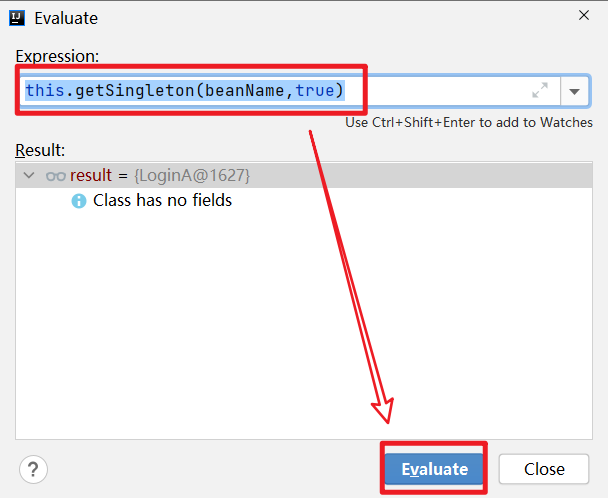 IJ Evaluate
Expression:
this.getSingleton(beanName,true)
Use Ctrl+Shift+Enter to add to Watches
Result:
result = {LoginA@1627}
i Class has no fields
? Evaluate Close